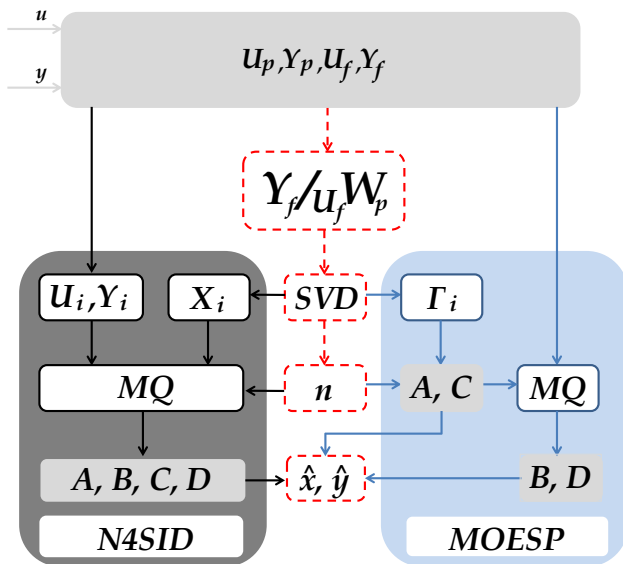 u
y
U_p,Y_p,U_f,Y_f
Y_f/_{U_f}W_p
U_i,Y_i
X_i
SVD
Γ_i
MQ
n
A, C
MQ
A, B, C, D
x̂, ŷ
B, D
N4SID
MOESP